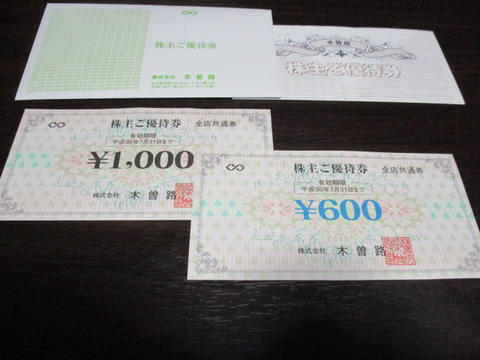 株主ご優待券
株式会社 木曽路
木曽路
株主ご優待券
株主ご優待券
全店共通券
有効期限
平成30年7月31日まで
¥1,000
株式会社 木曽路
株主ご優待券
全店共通券
有効期限
平成30年7月31日まで
¥600
株式会社 木曽路